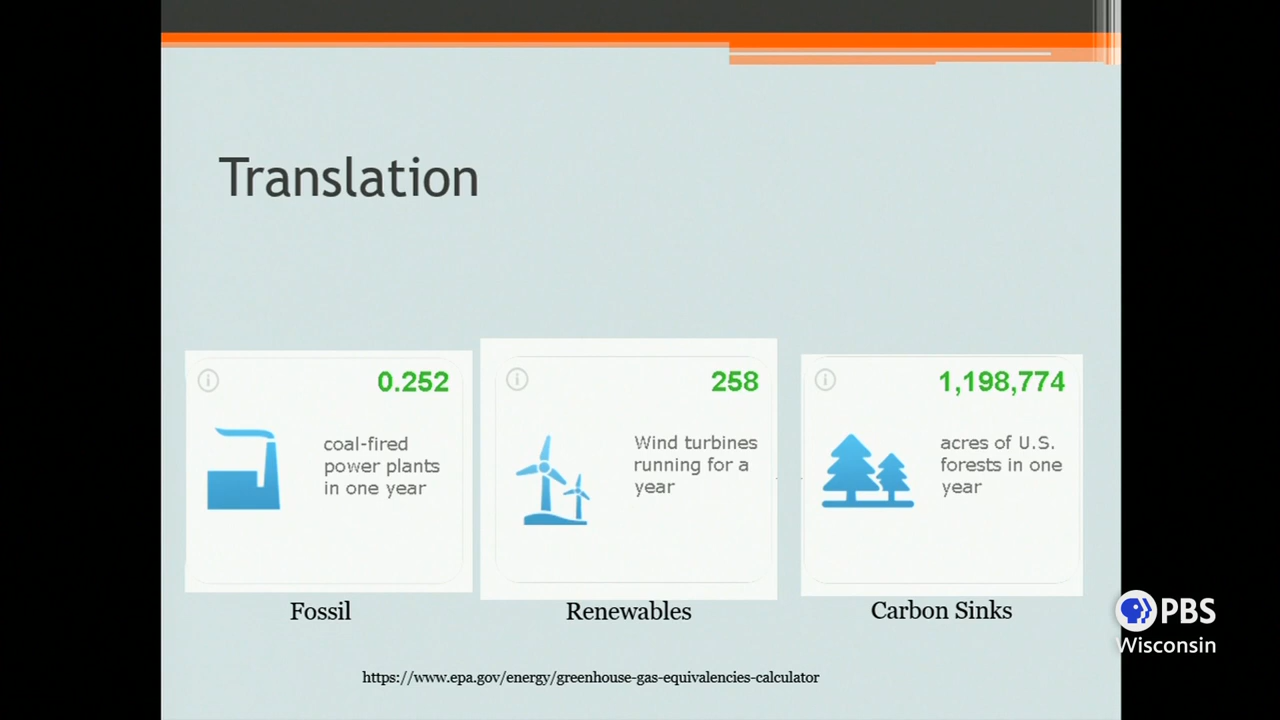 Translation
0.252
coal-fired
power plants
in one year
Fossil
258
Wind turbines
running for a
year
Renewables
1,198,774
acres of U.S.
forests in one
year
Carbon Sinks
https://www.epa.gov/energy/greenhouse-gas-equivalencies-calculator
PBS
Wisconsin